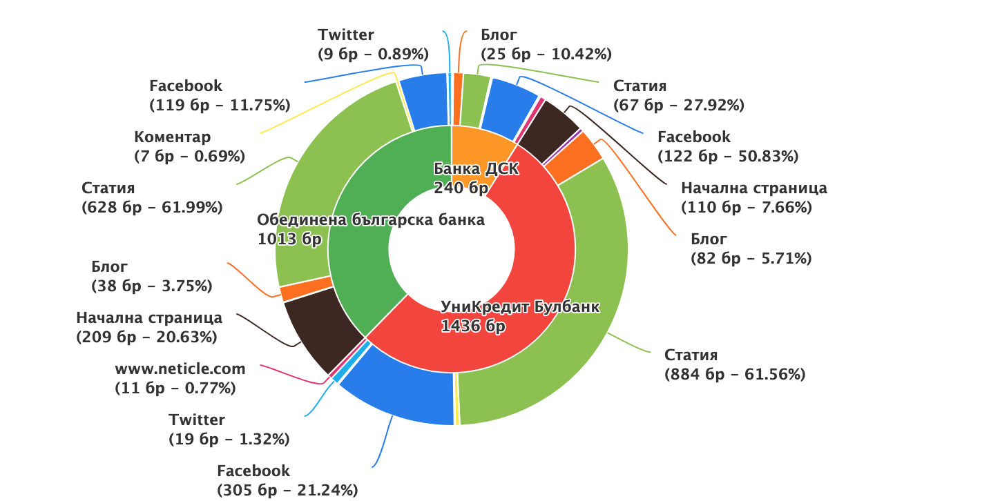 Twitter
(9 бр – 0.89%)
Блог
(25 бр – 10.42%)
Facebook
(119 бр – 11.75%)
Статия
(67 бр – 27.92%)
Коментар
(7 бр – 0.69%)
Facebook
(122 бр – 50.83%)
Банка ДСК
240 бр
Статия
(628 бр – 61.99%)
Начална страница
(110 бр – 7.66%)
Обединена българска банка
1013 бр
Блог
(82 бр – 5.71%)
Блог
(38 бр – 3.75%)
УниКредит Булбанк
1436 бр
Начална страница
(209 бр – 20.63%)
Статия
(884 бр – 61.56%)
www.neticle.com
(11 бр – 0.77%)
Twitter
(19 бр – 1.32%)
Facebook
(305 бр – 21.24%)